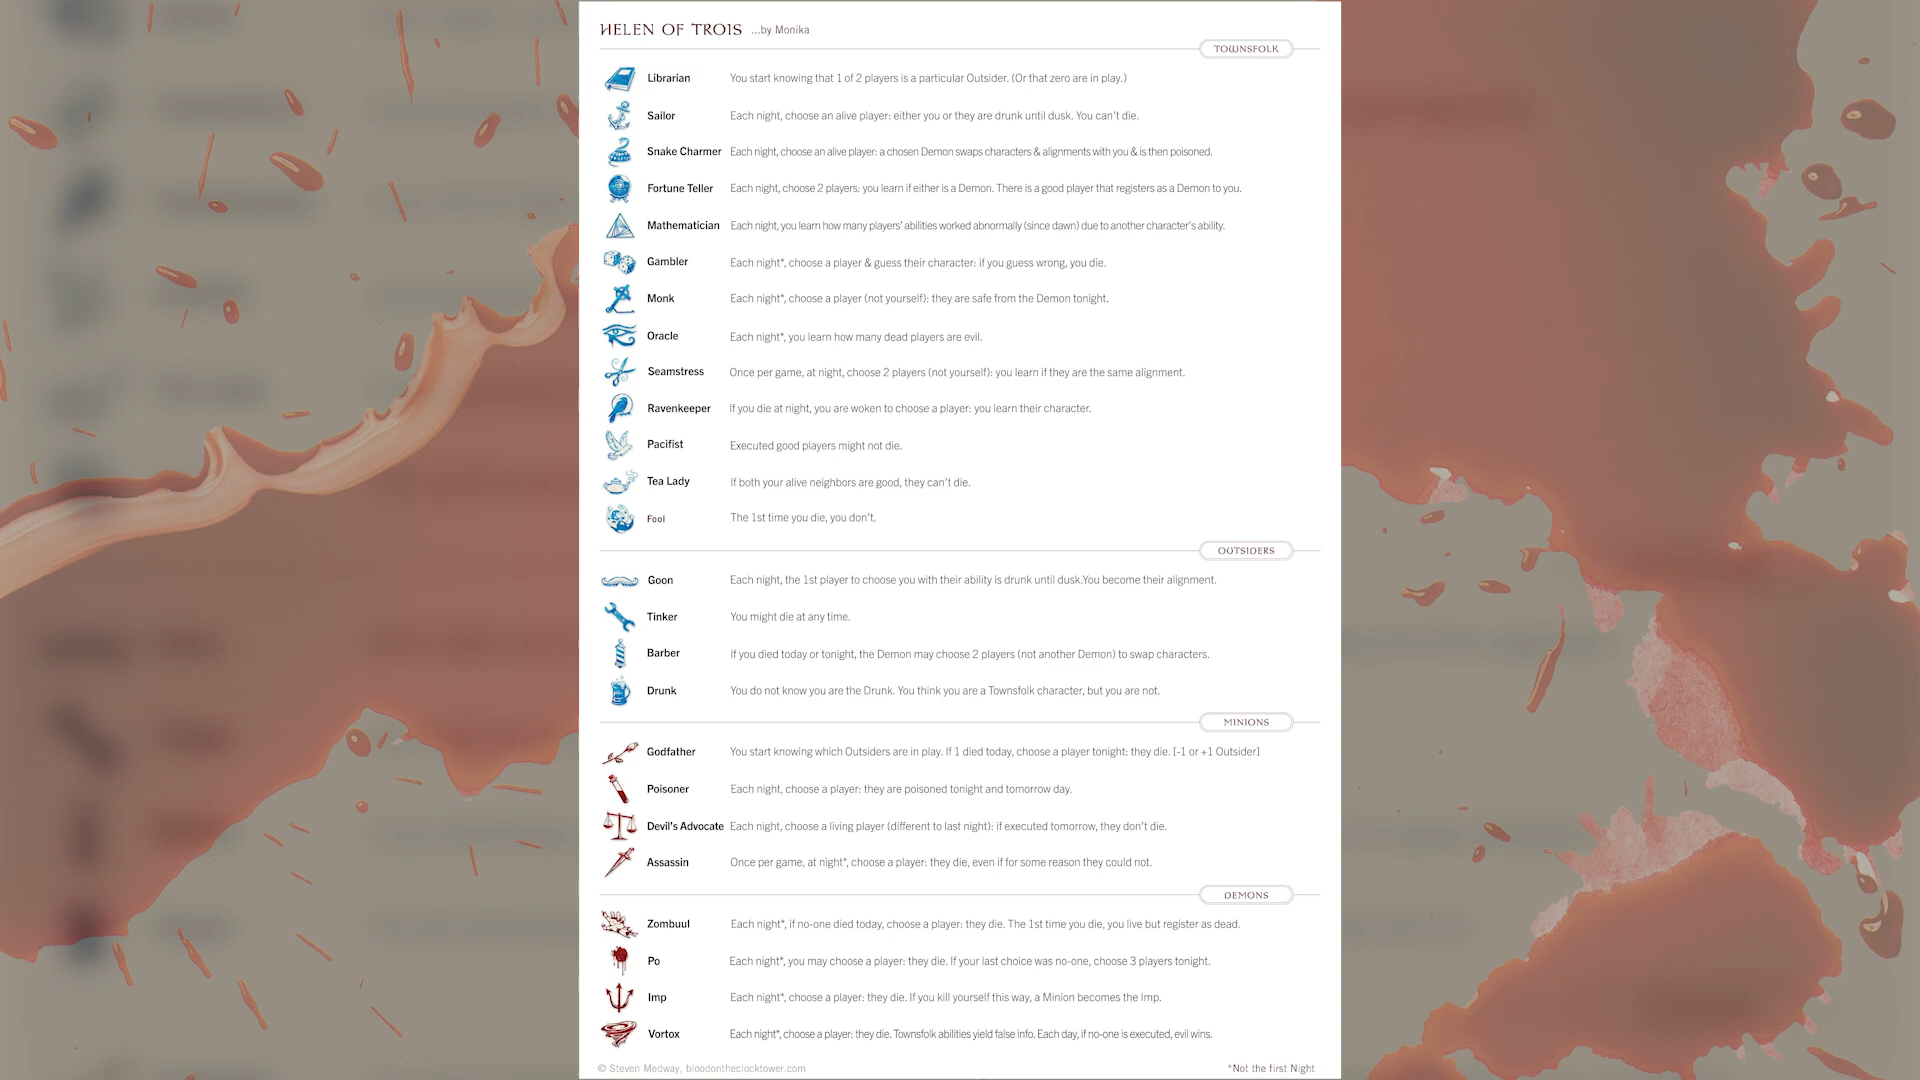 HELEN OF TROIS ...by Monika
TOWNSFOLK
Librarian You start knowing that 1 of 2 players is a particular Outsider. (Or that zero are in play.)
Sailor Each night, choose an alive player: either you or they are drunk until dusk. You can't die.
Snake Charmer Each night, choose an alive player: a chosen Demon swaps characters & alignments with you & is then poisoned.
Fortune Teller Each night, choose 2 players: you learn if either is a Demon. There is a good player that registers as a Demon to you.
Mathematician Each night, you learn how many players' abilities worked abnormally (since dawn) due to another character's ability.
Gambler Each night*, choose a player & guess their character: if you guess wrong, you die.
Monk Each night*, choose a player (not yourself): they are safe from the Demon tonight.
Oracle Each night*, you learn how many dead players are evil.
Seamstress Once per game, at night, choose 2 players (not yourself): you learn if they are the same alignment.
Ravenkeeper If you die at night, you are woken to choose a player: you learn their character.
Pacifist Executed good players might not die.
Tea Lady If both your alive neighbors are good, they can't die.
Fool The 1st time you die, you don't.
OUTSIDERS
Goon Each night, the 1st player to choose you with their ability is drunk until dusk.You become their alignment.
Tinker You might die at any time.
Barber If you died today or tonight, the Demon may choose 2 players (not another Demon) to swap characters.
Drunk You do not know you are the Drunk. You think you are a Townsfolk character, but you are not.
MINIONS
Godfather You start knowing which Outsiders are in play. If 1 died today, choose a player tonight: they die. [-1 or +1 Outsider]
Poisoner Each night, choose a player: they are poisoned tonight and tomorrow day.
Devil's Advocate Each night, choose a living player (different to last night): if executed tomorrow, they don't die.
Assassin Once per game, at night*, choose a player: they die, even if for some reason they could not.
DEMONS
Zombuul Each night*, if no-one died today, choose a player: they die. The 1st time you die, you live but register as dead.
Po Each night*, you may choose a player: they die. If your last choice was no-one, choose 3 players tonight.
Imp Each night*, choose a player: they die. If you kill yourself this way, a Minion becomes the Imp.
Vortox Each night*, choose a player: they die. Townsfolk abilities yield false info. Each day, if no-one is executed, evil wins.
© Steven Medway, bloodontheclocktower.com *Not the first Night